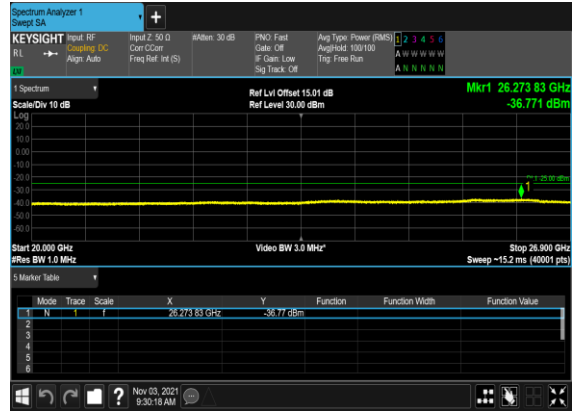 Spectrum Analyzer 1
Swept SA
+
KEYSIGHT Input: RF Input Z: 50 Ω #Atten: 30 dB PNO: Fast Avg Type: Power (RMS) 1 2 3 4 5 6
RL Coupling: DC Corr CCorr Gate: Off Avg|Hold: 100/100 A W W W W W
Align: Auto Freq Ref: Int (S) IF Gain: Low Trig: Free Run
Sig Track: Off A N N N N N
1 Spectrum
Ref Lvl Offset 15.01 dB Mkr1 26.273 83 GHz
Scale/Div 10 dB Ref Level 30.00 dBm -36.771 dBm
Log
20.0
10.0
0.00
-10.0
-20.0
-25.00 dBm
-30.0 1
-40.0
-50.0
-60.0
Start 20.000 GHz Video BW 3.0 MHz* Stop 26.900 GHz
#Res BW 1.0 MHz Sweep ~15.2 ms (40001 pts)
5 Marker Table
Mode Trace Scale X Y Function Function Width Function Value
1 N 1 f 26.273 83 GHz -36.77 dBm
2
3
4
5
6
? Nov 03, 2021
9:30:18 AM